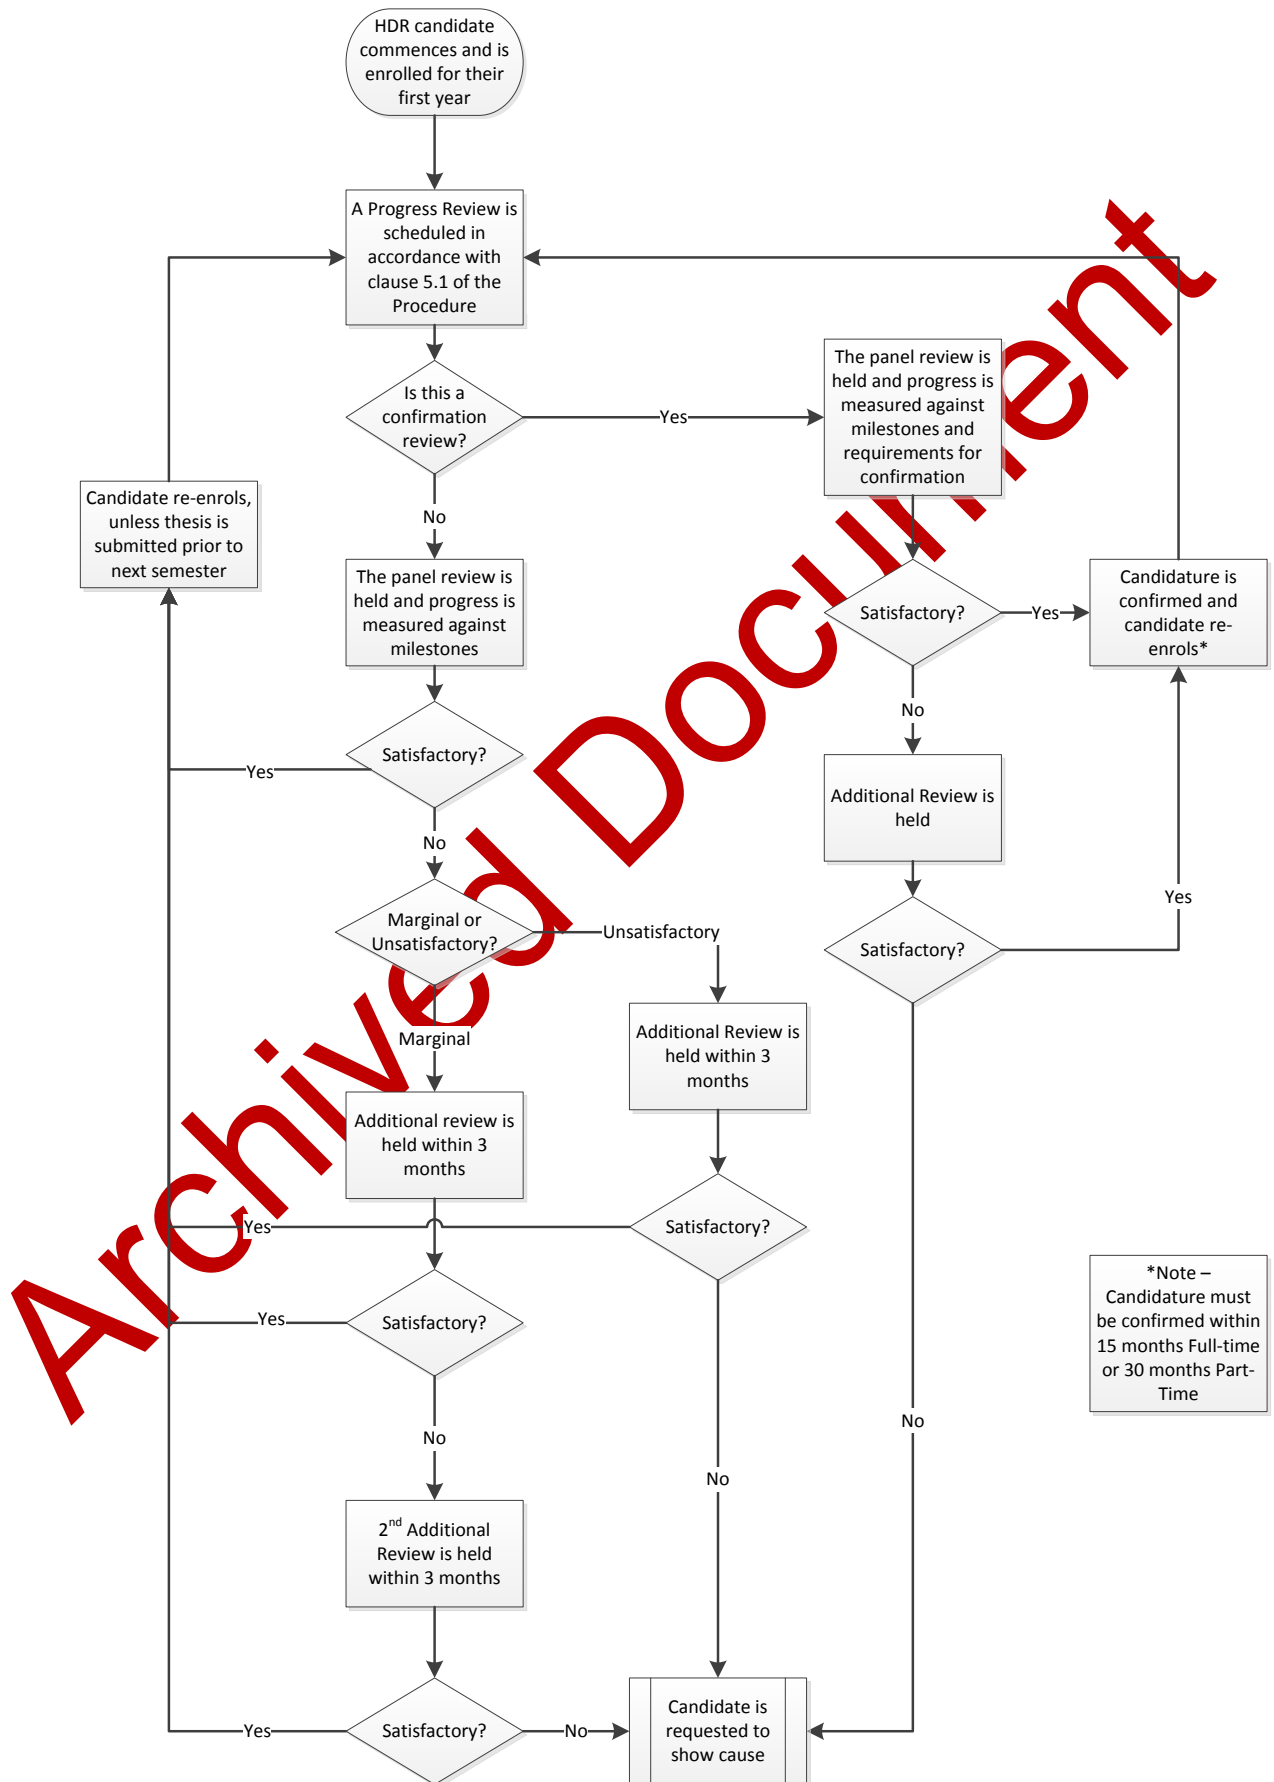 HDR candidate
commences and is
enrolled for their
first year
A Progress Review is
scheduled in
accordance with
clause 5.1 of the
Procedure
Is this a
confirmation
review?
Yes
The panel review is
held and progress is
measured against
milestones and
requirements for
confirmation
No
Candidate re-enrols,
unless thesis is
submitted prior to
next semester
The panel review is
held and progress is
measured against
milestones
Satisfactory?
Yes
Candidature is
confirmed and
candidate re-
enrols*
No
Satisfactory?
Yes
Additional Review is
held
No
Marginal or
Unsatisfactory?
Unsatisfactory
Satisfactory?
Yes
Marginal
Additional Review is
held within 3
months
Additional review is
held within 3
months
Satisfactory?
Yes
Satisfactory?
Yes
*Note –
Candidature must
be confirmed within
15 months Full-time
or 30 months Part-
Time
No
No
No
2nd Additional
Review is held
within 3 months
Satisfactory?
Yes
No
Candidate is
requested to
show cause
Archived Document